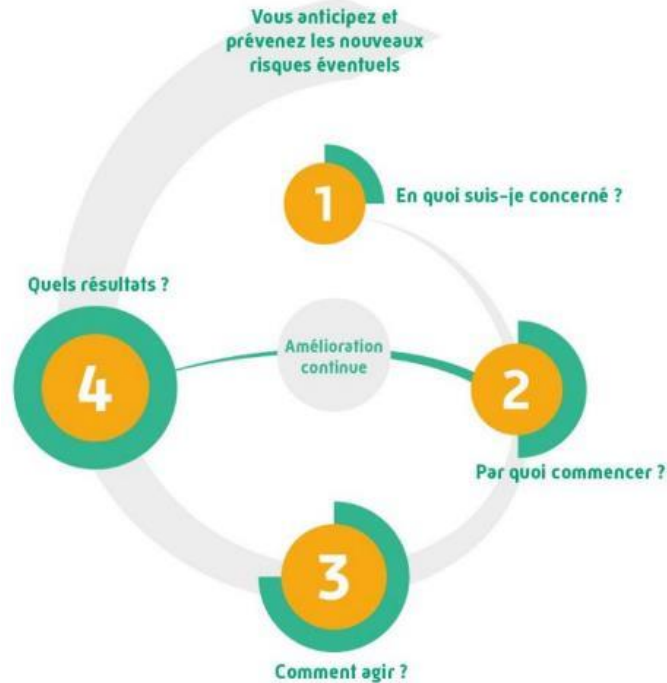 Vous anticipez et
prévenez les nouveaux
risques éventuels
1
En quoi suis-je concerné ?
Quels résultats ?
Amélioration
continue
4
2
Par quoi commencer ?
3
Comment agir ?